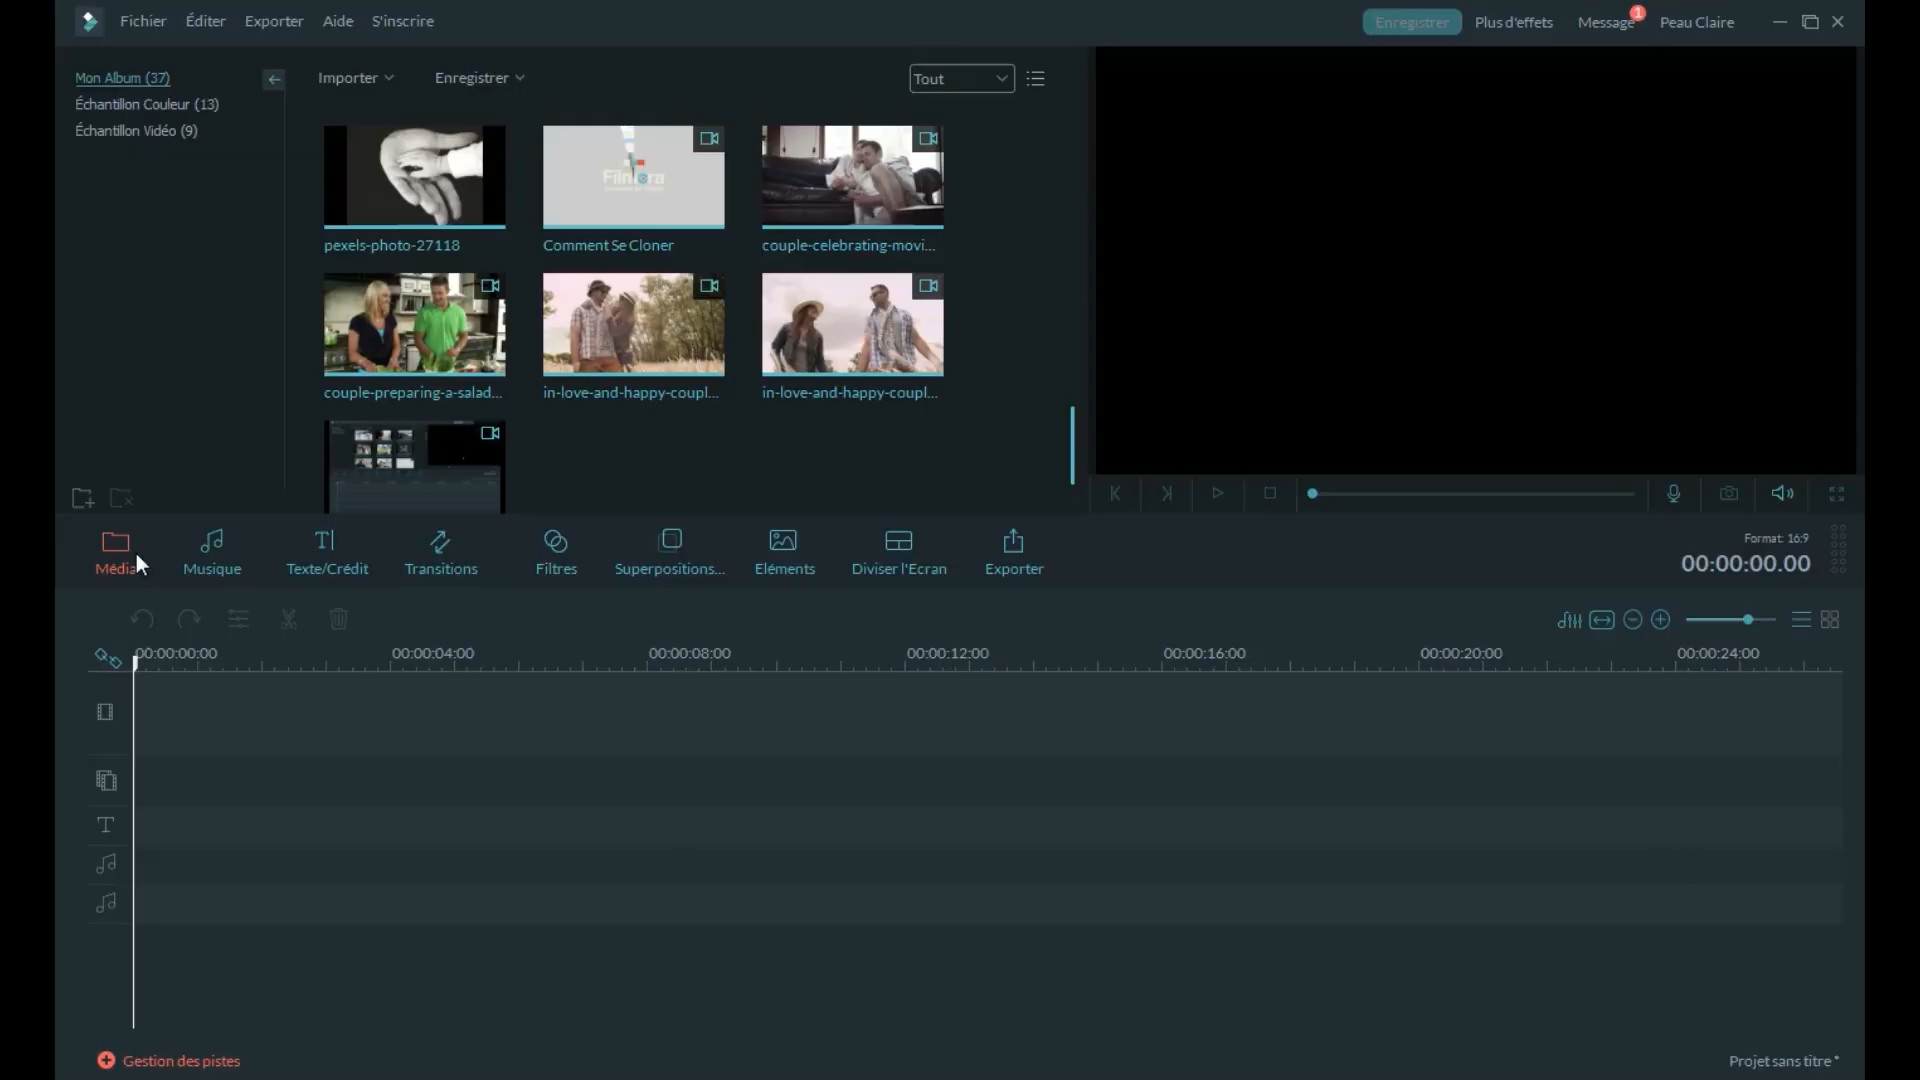 Fichier Éditer Exporter Aide S'inscrire
Enregistrer Plus d'effets Message 1 Peau Claire
Mon Album (37)
Échantillon Couleur (13)
Échantillon Vidéo (9)
Importer Enregistrer Tout
pexels-photo-27118 Comment Se Cloner couple-celebrating-movi...
couple-preparing-a-salad... in-love-and-happy-coupl... in-love-and-happy-coupl...
Média Musique Texte/Crédit Transitions Filtres Superpositions... Eléments Diviser l'Ecran Exporter
Format: 16:9
00:00:00.00
00:00:00:00 00:00:04:00 00:00:08:00 00:00:12:00 00:00:16:00 00:00:20:00 00:00:24:00
Gestion des pistes
Projet sans titre*